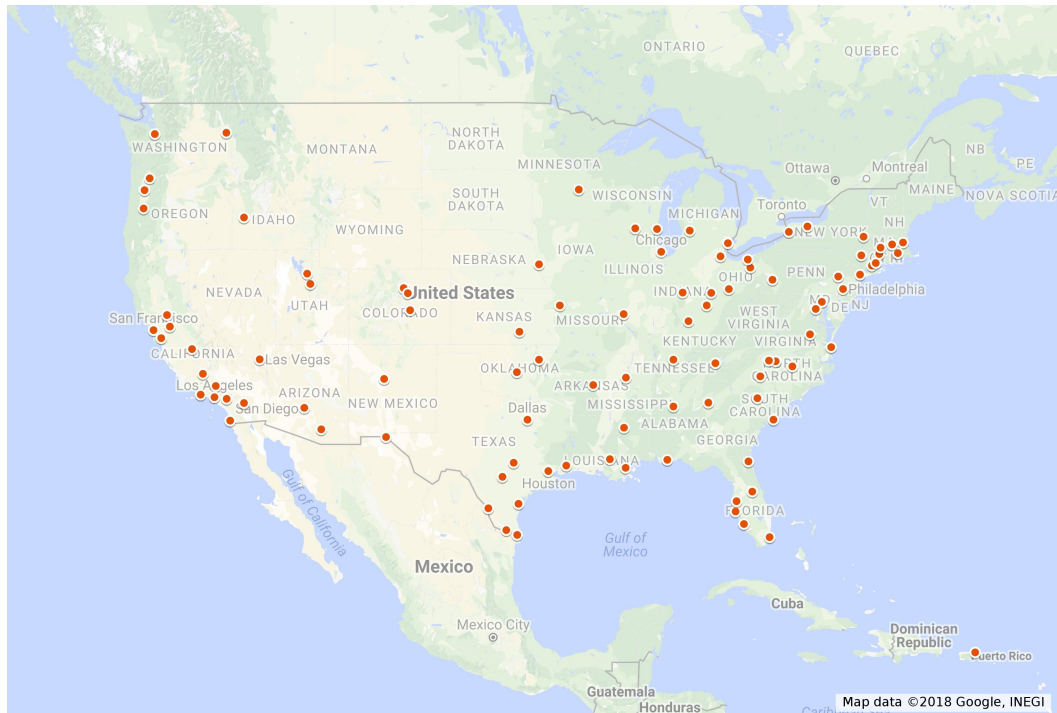 ONTARIO
QUEBEC
NORTH
DAKOTA
WASHINGTON
MONTANA
NB
PE
MINNESOTA
Ottawa
Montreal
MAINE
NOVA SCOTIA
SOUTH
DAKOTA
WISCONSIN
VT
MICHIGAN
Toronto
OREGON
IDAHO
NH
WYOMING
NEW YORK
Chicago
IOWA
NEBRASKA
ILLINOIS
OHIO
PENN
RI
NEVADA
United States
INDIANA
Philadelphia
UTAH
MD
DE
NJ
COLORADO
San Francisco
KANSAS
MISSOURI
WEST
VIRGINIA
KENTUCKY
VIRGINIA
CALIFORNIA
Las Vegas
OKLAHOMA
TENNESSEE
NORTH
CAROLINA
Los Angeles
ARIZONA
ARKANSAS
NEW MEXICO
MISSISSIPPI
San Diego
Dallas
SOUTH
CAROLINA
ALABAMA
TEXAS
GEORGIA
LOUISIANA
Houston
Gulf of California
FLORIDA
Gulf of
Mexico
Mexico
Cuba
Mexico City
Dominican
Republic
Puerto Rico
Guatemala
Honduras
Map data ©2018 Google, INEGI